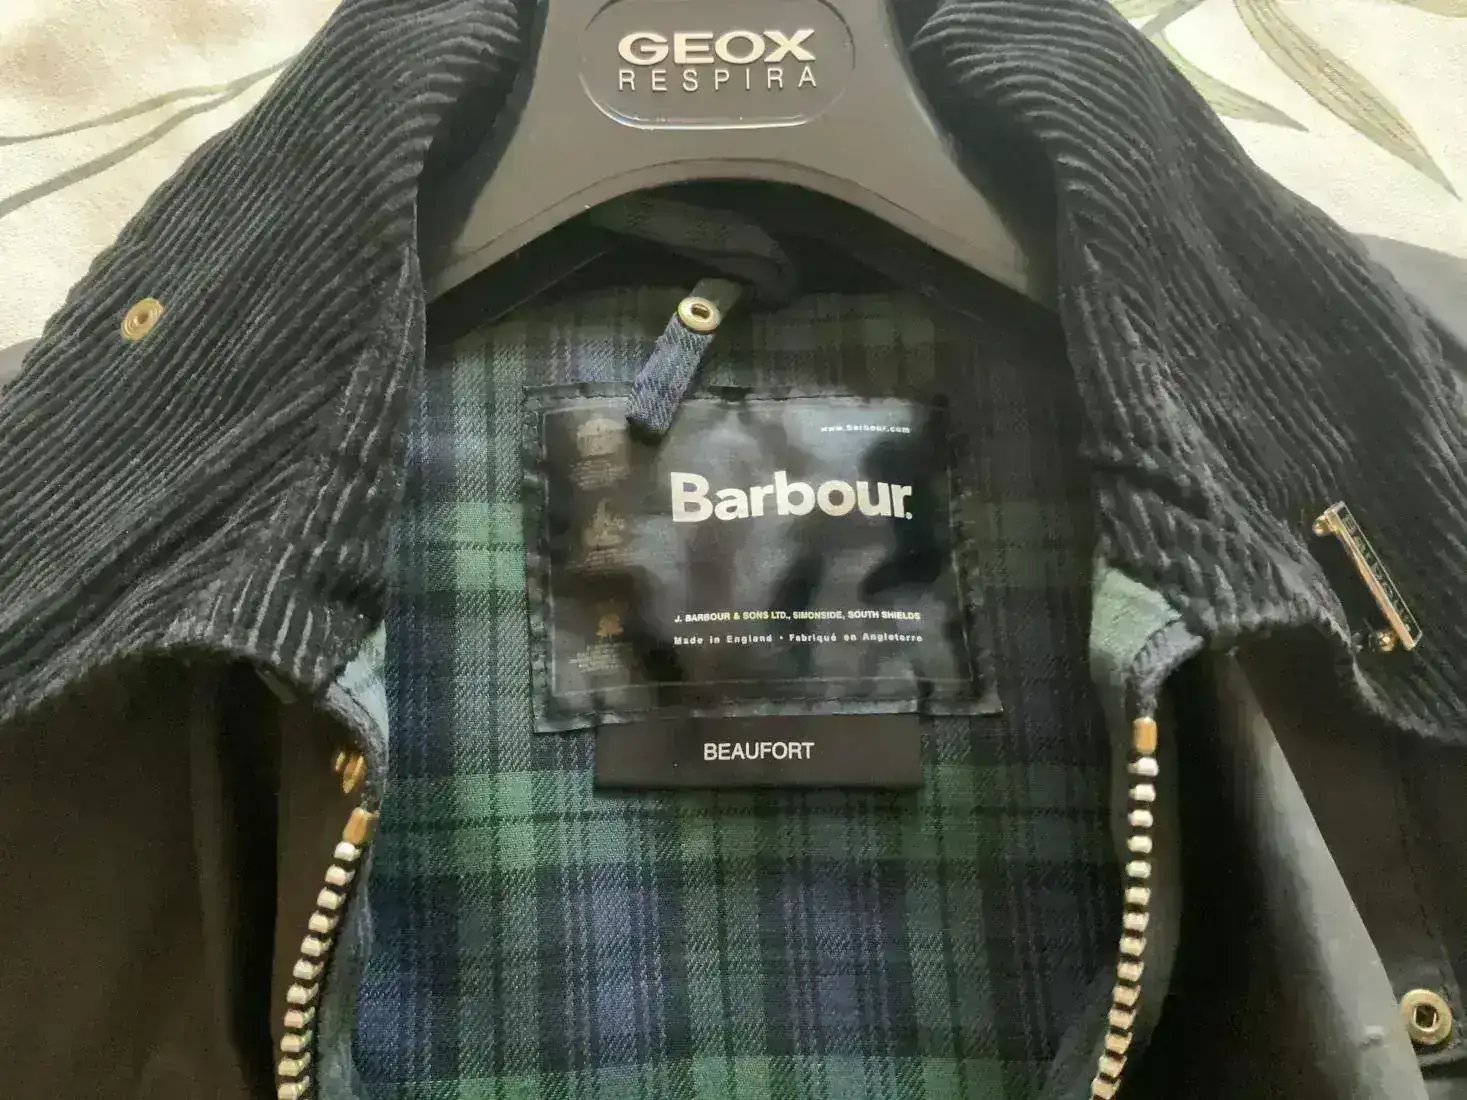 GEOX
RESPIRA
www.barbour.com
Barbour.
J. BARBOUR & SONS LTD., SIMONSIDE, SOUTH SHIELDS
Made in England • Fabriqué en Angleterre
BEAUFORT